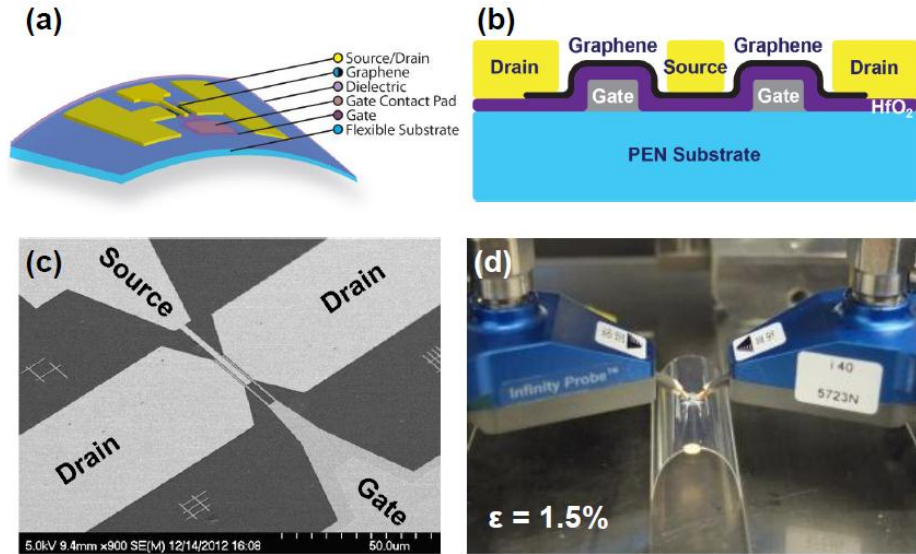 (a)
Source/Drain
Graphene
Dielectric
Gate Contact Pad
Gate
Flexible Substrate
(b)
Graphene
Graphene
Drain
Source
Drain
Gate
Gate
HfO₂
PEN Substrate
(c)
Source
Drain
Drain
Gate
5.0kV 9.4mm x900 SE(M) 12/14/2012 16:08
50.0um
(d)
Infinity Probe™
i 40
5723N
ε = 1.5%